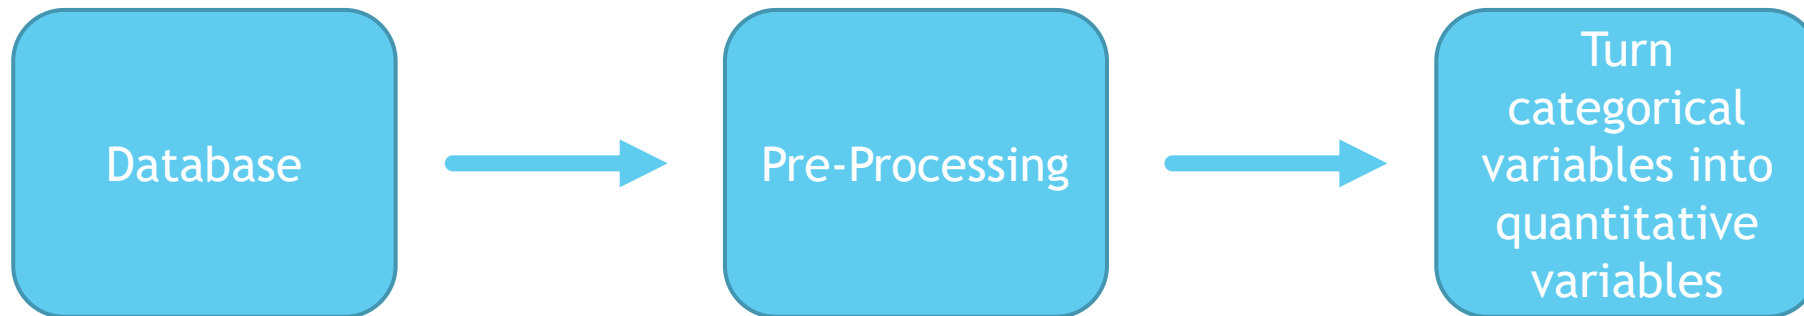 Database
Pre-Processing
Turn
categorical
variables into
quantitative
variables